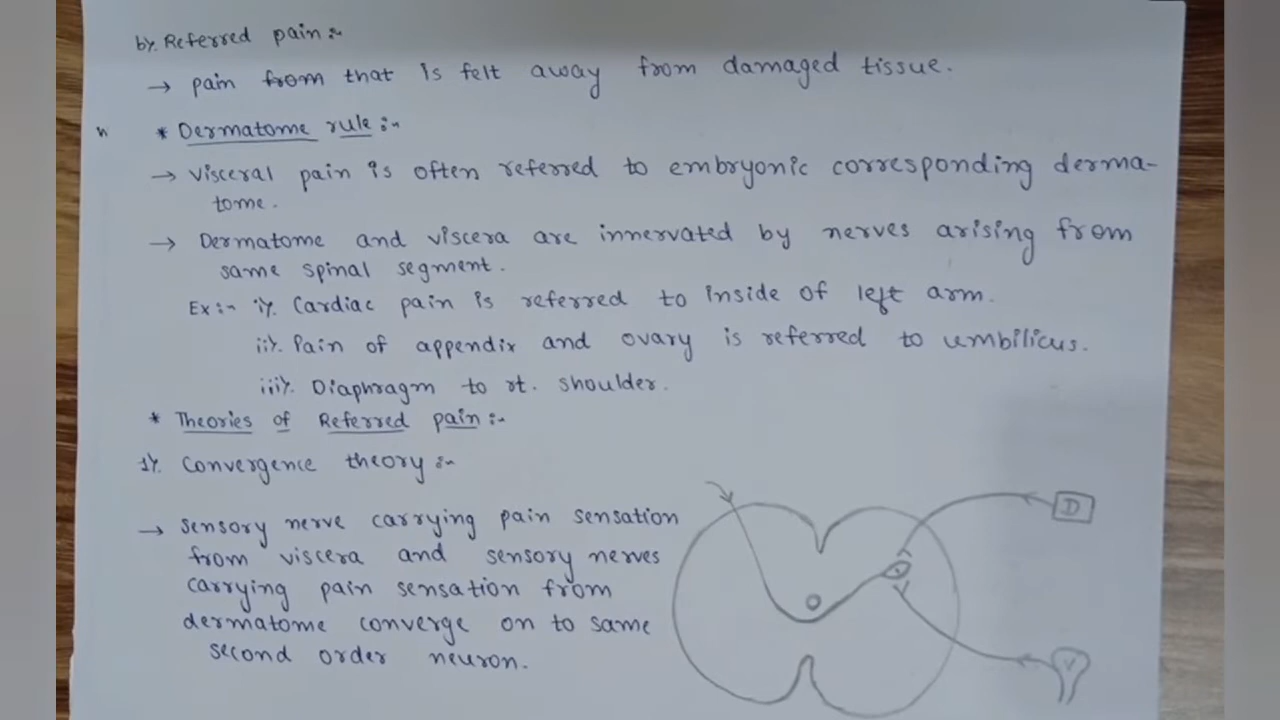 b⟩. Referred pain :-
→ pain from that is felt away from damaged tissue.
* Dermatome rule :-
→ visceral pain is often referred to embryonic corresponding derma-
tome.
→ Dermatome and viscera are innervated by nerves arising from
same spinal segment.
Ex :- i⟩. Cardiac pain is referred to inside of left arm.
ii⟩. Pain of appendix and ovary is referred to umbilicus.
iii⟩. Diaphragm to rt. shoulder.
* Theories of Referred pain :-
1⟩. Convergence theory :-
→ sensory nerve carrying pain sensation
from viscera and sensory nerves
carrying pain sensation from
dermatome converge on to same
second order neuron.
D
V